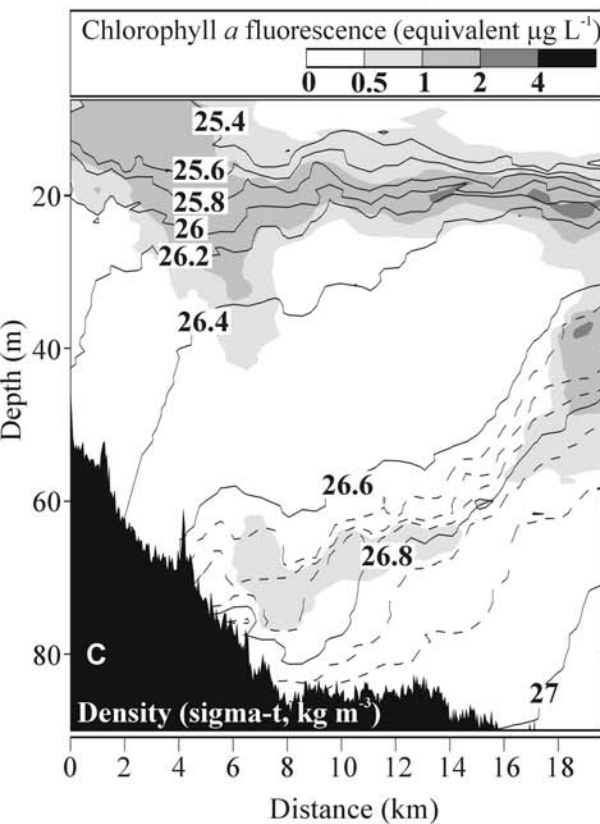 Chlorophyll a fluorescence (equivalent μg L⁻¹)
0 0.5 1 2 4
25.4
25.6
20
25.8
26
26.2
26.4
40
Depth (m)
26.6
60
26.8
80
C
27
Density (sigma-t, kg m⁻³)
0 2 4 6 8 10 12 14 16 18
Distance (km)